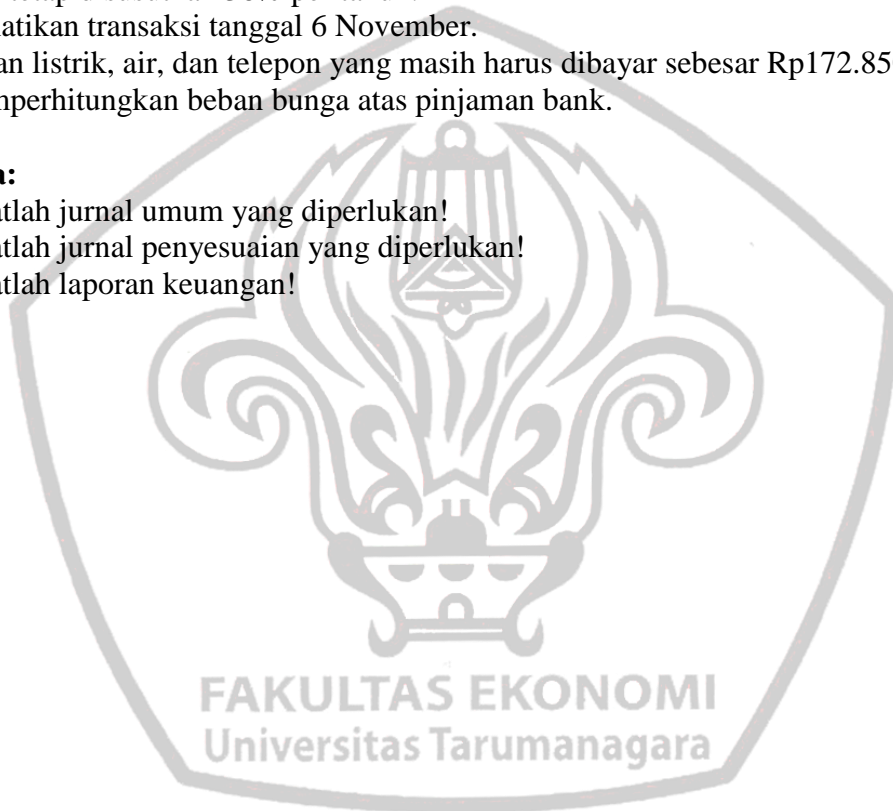 atikan transaksi tanggal 6 November.
an listrik, air, dan telepon yang masih harus dibayar sebesar Rp172.85
perhitungkan beban bunga atas pinjaman bank.
a:
atlah jurnal umum yang diperlukan!
atlah jurnal penyesuaian yang diperlukan!
atlah laporan keuangan!
FAKULTAS EKONOMI
Universitas Tarumanagara